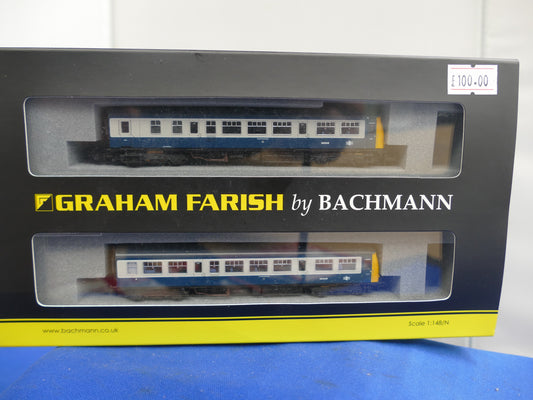 £100.00
GRAHAM FARISH by BACHMANN
www.bachmann.co.uk
Scale 1:148/N